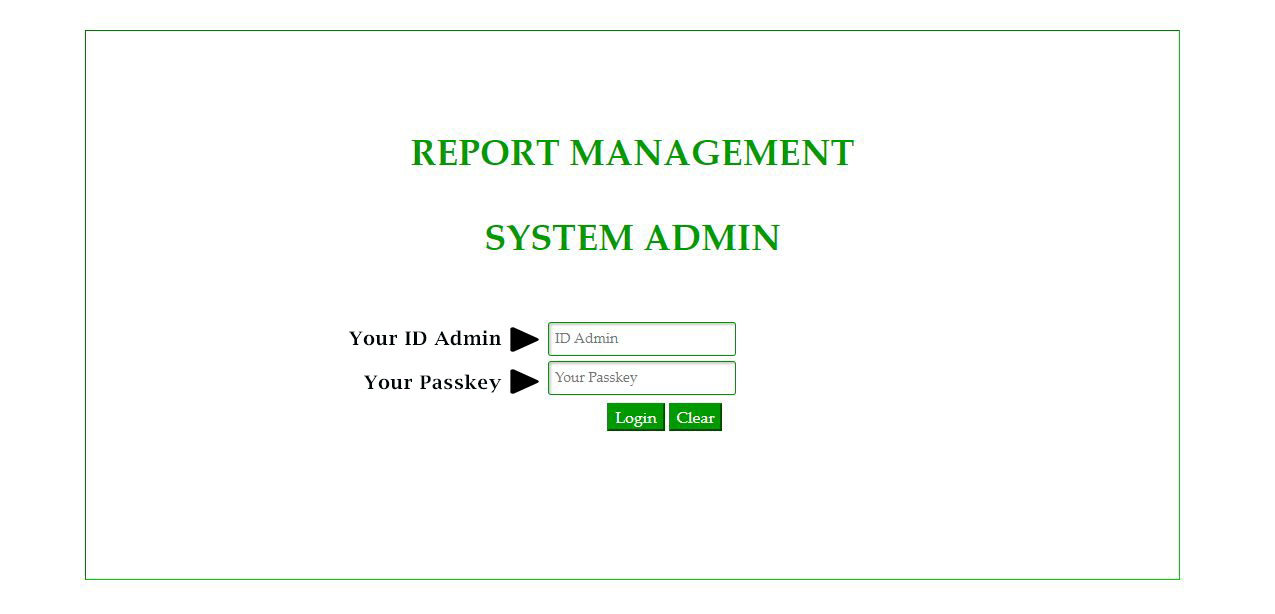 REPORT MANAGEMENT
SYSTEM ADMIN
Your ID Admin ID Admin
Your Passkey Your Passkey
Login Clear